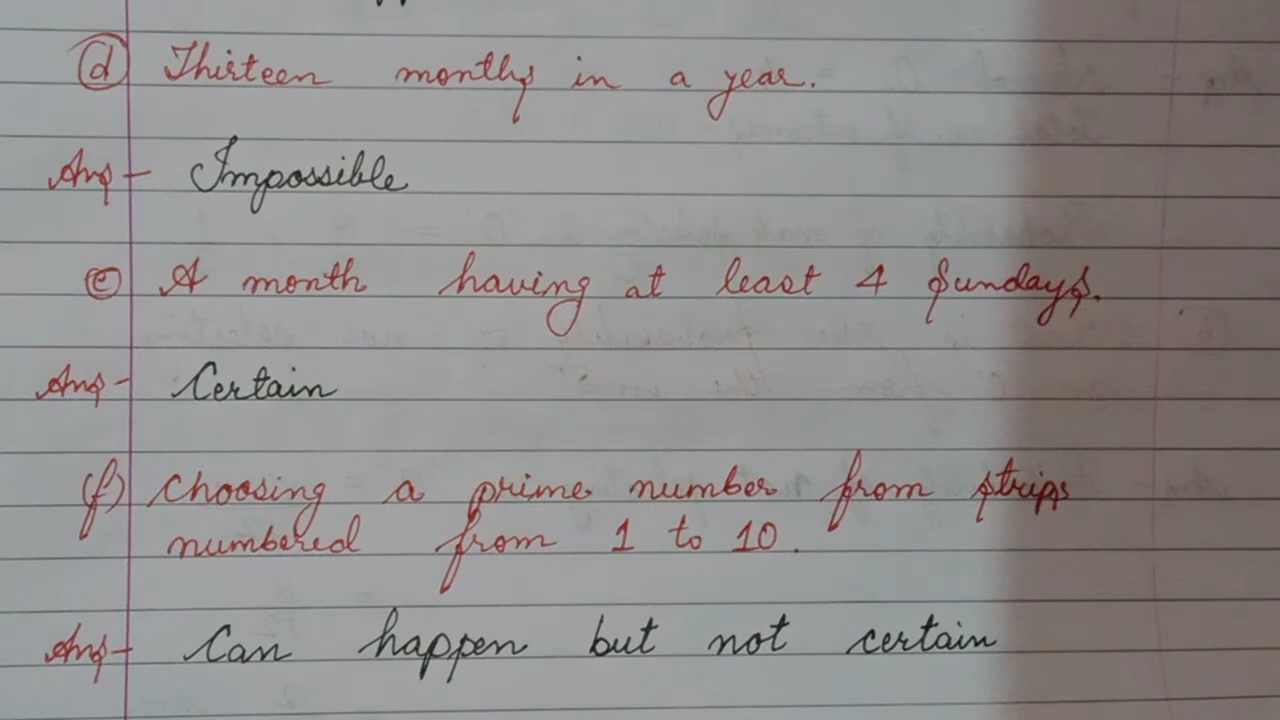 (d) Thirteen months in a year.
Ans - Impossible
(e) A month having at least 4 Sundays.
Ans - Certain
(f) Choosing a prime number from strips
numbered from 1 to 10.
Ans - Can happen but not certain